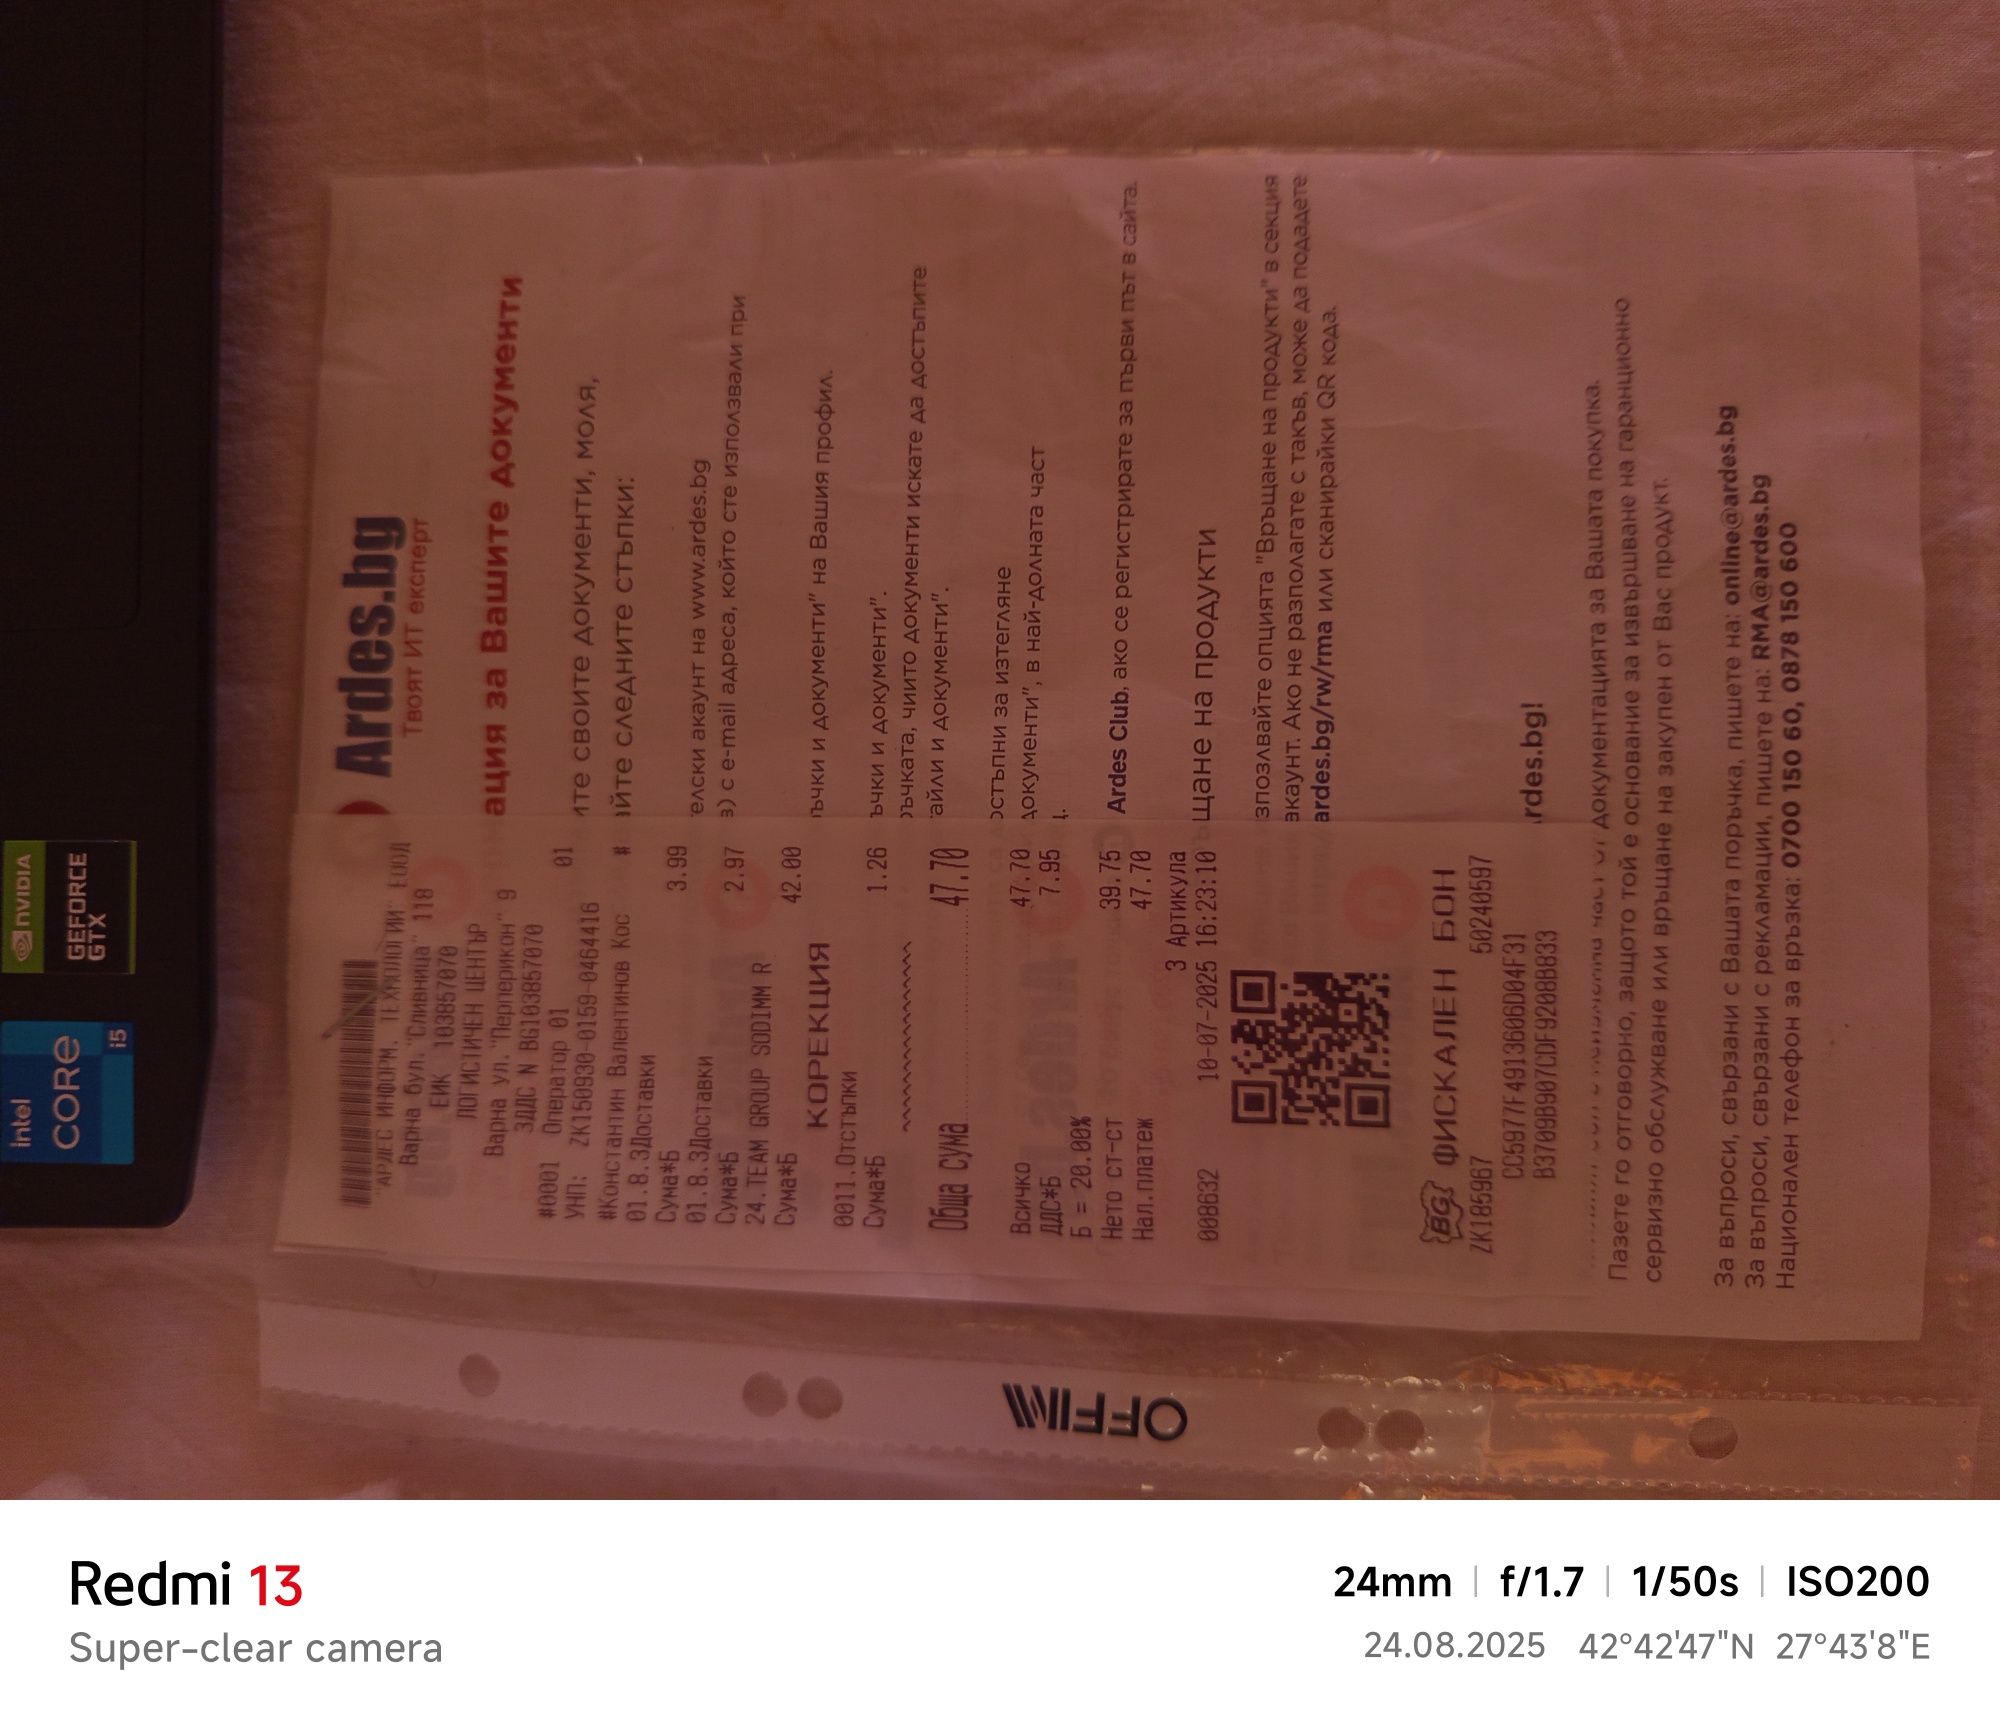 Ardes.bg
Твоят ИТ експерт
ация за Вашите документи
ите своите документи, моля,
айте следните стъпки:
елски акаунт на www.ardes.bg
в) с e-mail адреса, който сте използвали при
ръчки и документи" на Вашия профил.
ъчки и документи".
ръчката, чиито документи искате да достъпите
айли и документи".
остъпни за изтегляне
документи", в най-долната част
Ardes Club, ако се регистрирате за първи път в сайта.
щане на продукти
зползвайте опцията "Връщане на продукти" в секция
акаунт. Ако не разполагате с такъв, може да подадете
ardes.bg/rw/rma или сканирайки QR кода.
rdes.bg!
документацията за Вашата покупка.
Пазете го отговорно, защото той е основание за извършване на гаранционно
сервизно обслужване или връщане на закупен от Вас продукт.
За въпроси, свързани с Вашата поръчка, пишете на: online@ardes.bg
За въпроси, свързани с рекламации, пишете на: RMA@ardes.bg
Национален телефон за връзка: 0700 150 60, 0878 150 600
"АРДЕС ИНФОРМ. ТЕХНОЛОГИИ" ЕООД
Варна бул. "Сливница" 118
ЕИК 103857070
ЛОГИСТИЧЕН ЦЕНТЪР
Варна ул. "Перперикон" 9
ЗДДС N BG103857070
#0001 Оператор 01 01
УНП: ZK150930-0159-0464416
#Константин Валентинов Кос #
01.8.3Доставки
Сума*Б 3.99
01.8.3Доставки
Сума*Б 2.97
24.TEAM GROUP SODIMM R
Сума*Б 42.00
КОРЕКЦИЯ
0011.Отстъпки
Сума*Б 1.26
Обща сума 47.70
Всичко 47.70
ДДС*Б 7.95
Б = 20.00%
Нето СТ-СТ 39.75
Нал.платеж 47.70
3 Артикула
008632 10-07-2025 16:23:10
BG ФИСКАЛЕН БОН
ZK185967 50240597
CC5977F4913606D04F31
B3709B907CDF9208B833
OFFIM
NVIDIA
GEFORCE
GTX
intel
CORE
i5
Redmi 13
Super-clear camera
24mm | f/1.7 | 1/50s | ISO200
24.08.2025 42°42'47"N 27°43'8"E